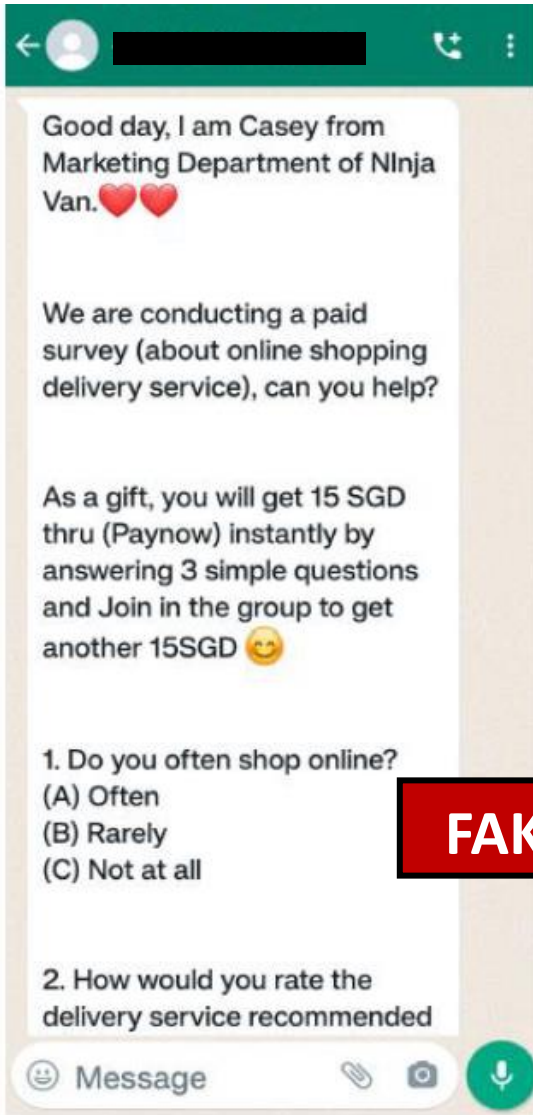 Good day, I am Casey from
Marketing Department of NInja
Van.❤️❤️
We are conducting a paid
survey (about online shopping
delivery service), can you help?
As a gift, you will get 15 SGD
thru (Paynow) instantly by
answering 3 simple questions
and Join in the group to get
another 15SGD 😊
1. Do you often shop online?
(A) Often
(B) Rarely
(C) Not at all
FAK
2. How would you rate the
delivery service recommended
Message